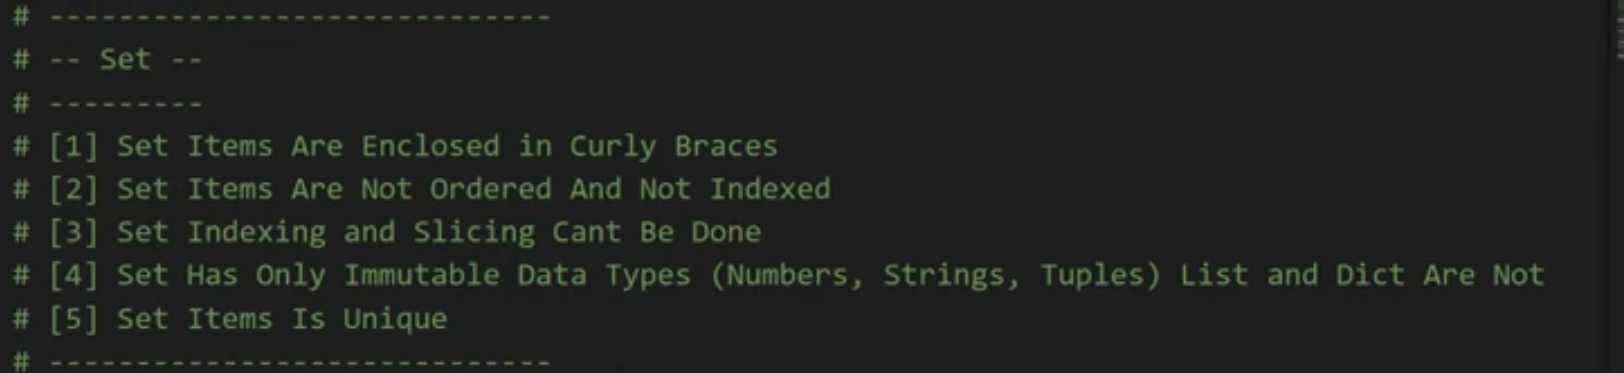 # -----------------------------
# -- Set --
# ---------
# [1] Set Items Are Enclosed in Curly Braces
# [2] Set Items Are Not Ordered And Not Indexed
# [3] Set Indexing and Slicing Cant Be Done
# [4] Set Has Only Immutable Data Types (Numbers, Strings, Tuples) List and Dict Are Not
# [5] Set Items Is Unique
# -----------------------------